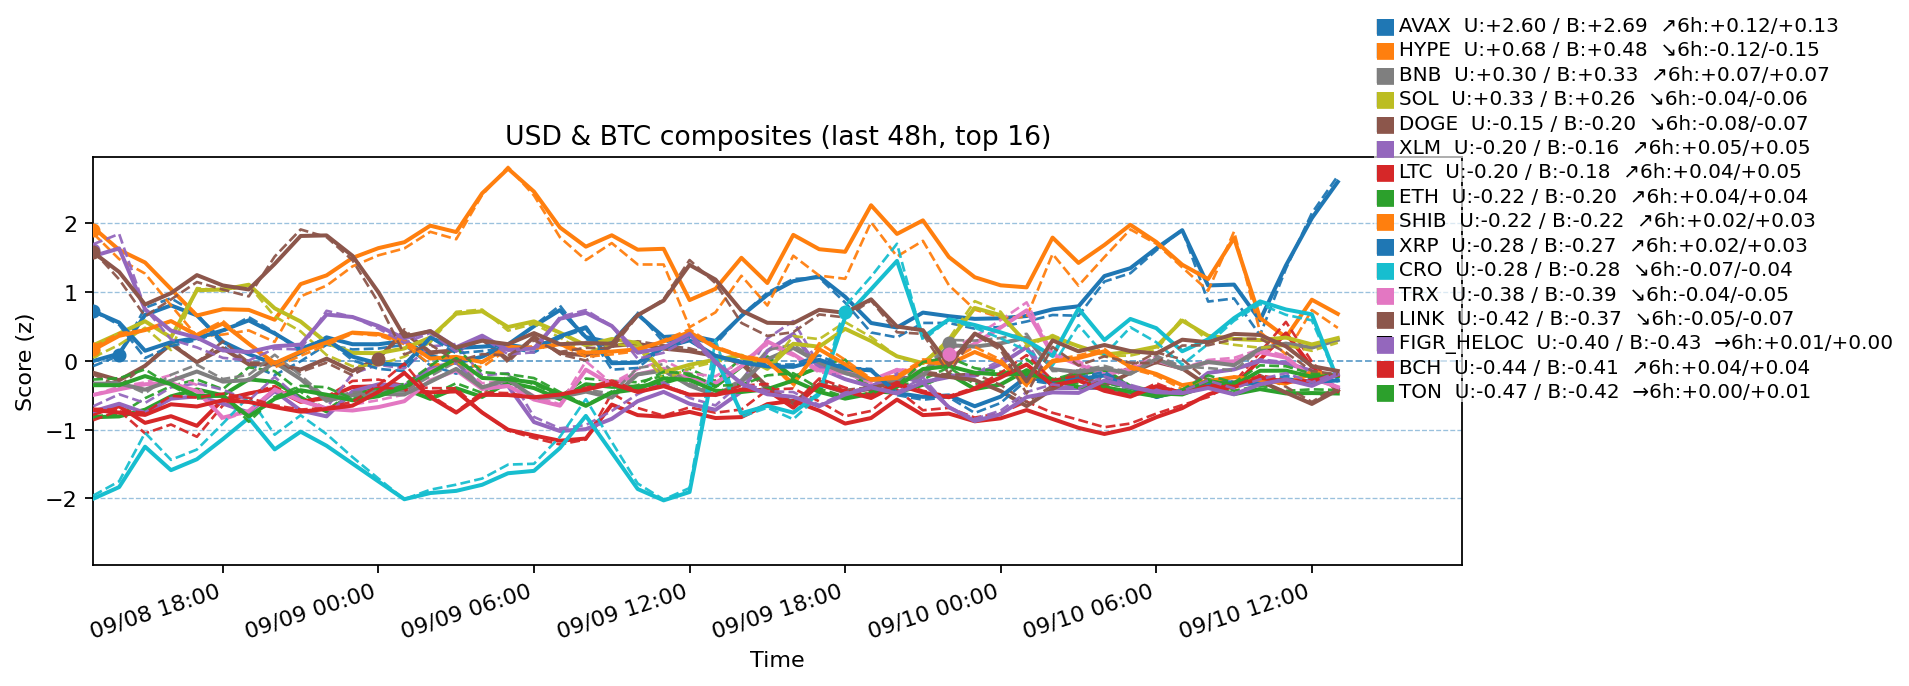 AVAX  U:+2.60 / B:+2.69  ↗6h:+0.12/+0.13
HYPE  U:+0.68 / B:+0.48  ↘6h:-0.12/-0.15
BNB  U:+0.30 / B:+0.33  ↗6h:+0.07/+0.07
SOL  U:+0.33 / B:+0.26  ↘6h:-0.04/-0.06
DOGE  U:-0.15 / B:-0.20  ↘6h:-0.08/-0.07
XLM  U:-0.20 / B:-0.16  ↗6h:+0.05/+0.05
LTC  U:-0.20 / B:-0.18  ↗6h:+0.04/+0.05
ETH  U:-0.22 / B:-0.20  ↗6h:+0.04/+0.04
SHIB  U:-0.22 / B:-0.22  ↗6h:+0.02/+0.03
XRP  U:-0.28 / B:-0.27  ↗6h:+0.02/+0.03
CRO  U:-0.28 / B:-0.28  ↘6h:-0.07/-0.04
TRX  U:-0.38 / B:-0.39  ↘6h:-0.04/-0.05
LINK  U:-0.42 / B:-0.37  ↘6h:-0.05/-0.07
FIGR_HELOC  U:-0.40 / B:-0.43  →6h:+0.01/+0.00
BCH  U:-0.44 / B:-0.41  ↗6h:+0.04/+0.04
TON  U:-0.47 / B:-0.42  →6h:+0.00/+0.01
USD & BTC composites (last 48h, top 16)
Score (z)
2
1
0
−1
−2
09/08 18:00
09/09 00:00
09/09 06:00
09/09 12:00
09/09 18:00
09/10 00:00
09/10 06:00
09/10 12:00
Time